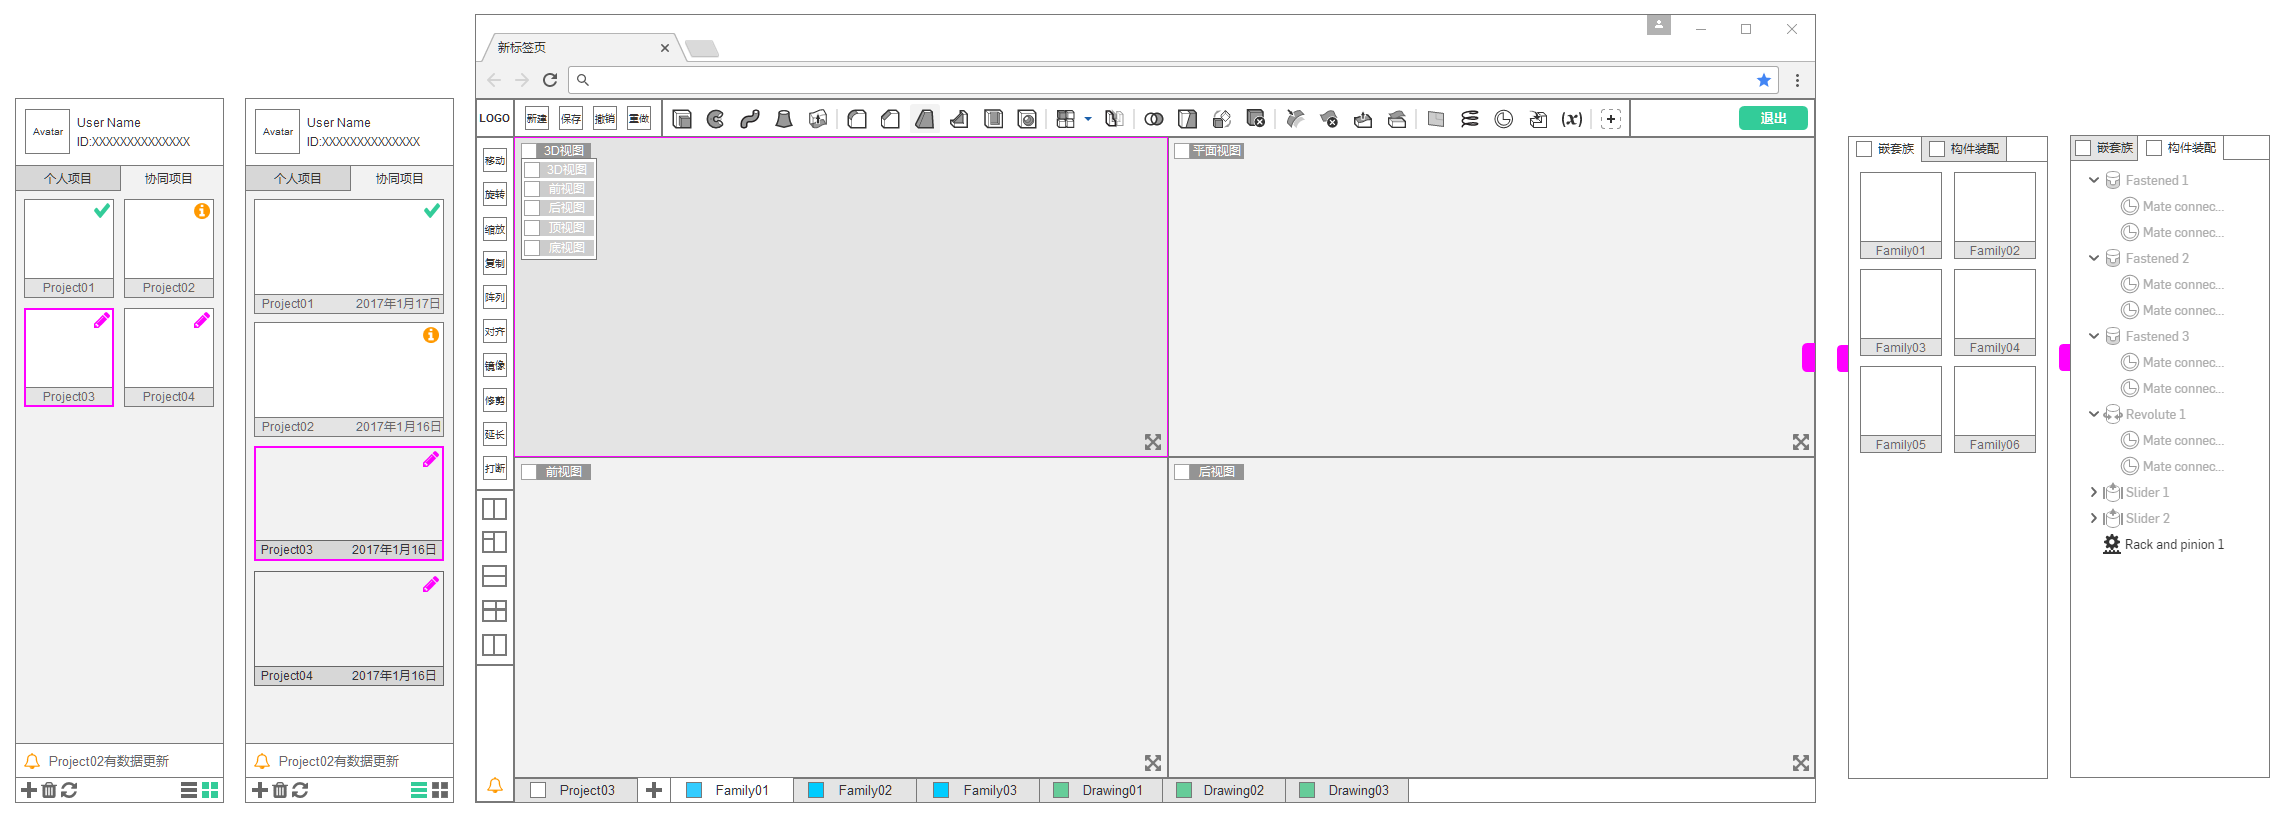 Avatar
User Name
ID:XXXXXXXXXXXXXX
个人项目
协同项目
Project01
Project02
Project03
Project04
Project02有数据更新
Avatar
User Name
ID:XXXXXXXXXXXXXX
个人项目
协同项目
Project01 2017年1月17日
Project02 2017年1月16日
Project03 2017年1月16日
Project04 2017年1月16日
Project02有数据更新
新标签页
LOGO
新建
保存
撤销
重做
(x)
退出
移动
旋转
缩放
复制
阵列
对齐
镜像
修剪
延长
打断
3D视图
3D视图
前视图
后视图
顶视图
底视图
平面视图
前视图
后视图
Project03
Family01
Family02
Family03
Drawing01
Drawing02
Drawing03
嵌套族
构件装配
Family01
Family02
Family03
Family04
Family05
Family06
嵌套族
构件装配
Fastened 1
Mate connec...
Mate connec...
Fastened 2
Mate connec...
Mate connec...
Fastened 3
Mate connec...
Mate connec...
Revolute 1
Mate connec...
Mate connec...
Slider 1
Slider 2
Rack and pinion 1